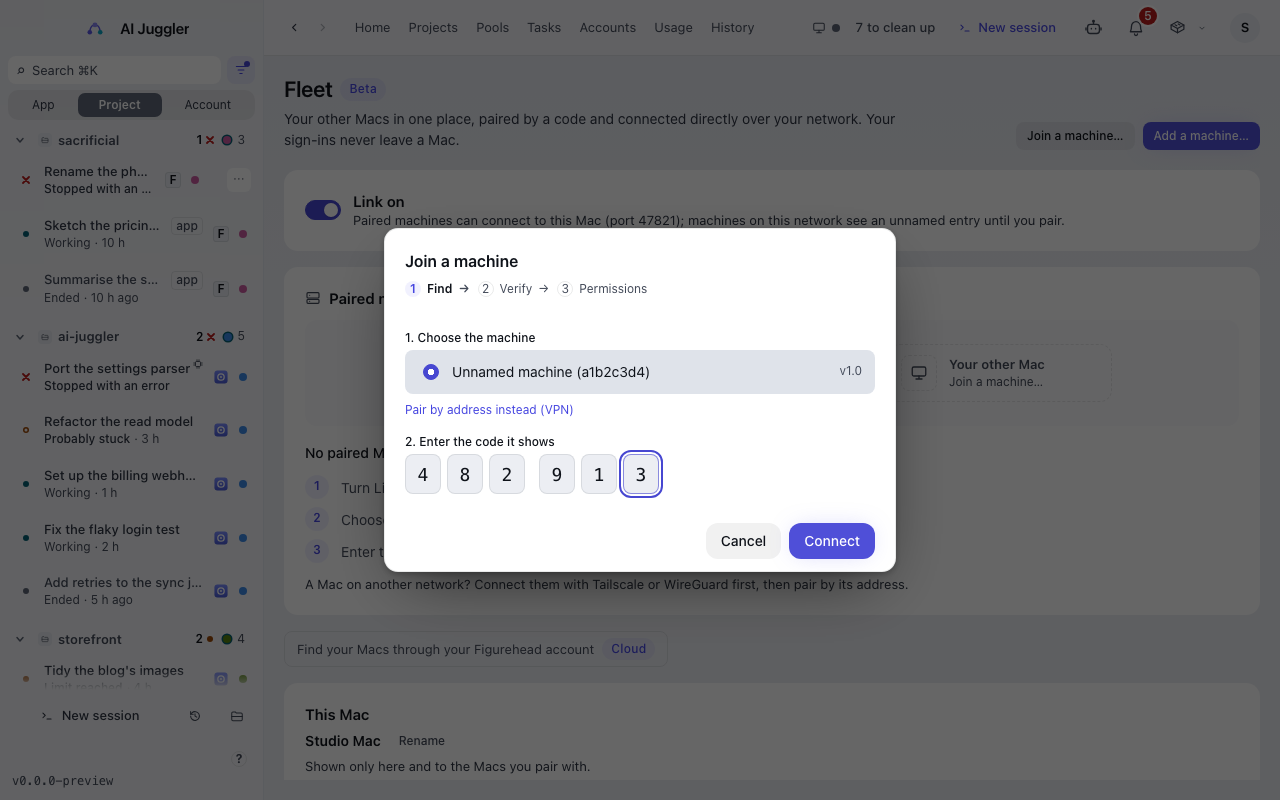 AI Juggler
Home Projects Pools Tasks Accounts Usage History
7 to clean up
New session
5
S
Search ⌘K
App Project Account
sacrificial 1 3
Rename the ph... F
Stopped with an ...
Sketch the pricin... app F
Working · 10 h
Summarise the s... app F
Ended · 10 h ago
ai-juggler 2 5
Port the settings parser
Stopped with an error
Refactor the read model
Probably stuck · 3 h
Set up the billing webh...
Working · 1 h
Fix the flaky login test
Working · 2 h
Add retries to the sync j...
Ended · 5 h ago
storefront 2 4
Tidy the blog's images
New session
?
v0.0.0-preview
Fleet Beta
Your other Macs in one place, paired by a code and connected directly over your network. Your
sign-ins never leave a Mac.
Join a machine...
Add a machine...
Link on
Paired machines can connect to this Mac (port 47821); machines on this network see an unnamed entry until you pair.
Paired
Your other Mac
Join a machine...
No paired
1 Turn
2
3 Enter
A Mac on another network? Connect them with Tailscale or WireGuard first, then pair by its address.
Find your Macs through your Figurehead account Cloud
This Mac
Studio Mac Rename
Shown only here and to the Macs you pair with.
Join a machine
1 Find → 2 Verify → 3 Permissions
1. Choose the machine
Unnamed machine (a1b2c3d4) v1.0
Pair by address instead (VPN)
2. Enter the code it shows
4 8 2 9 1 3
Cancel Connect